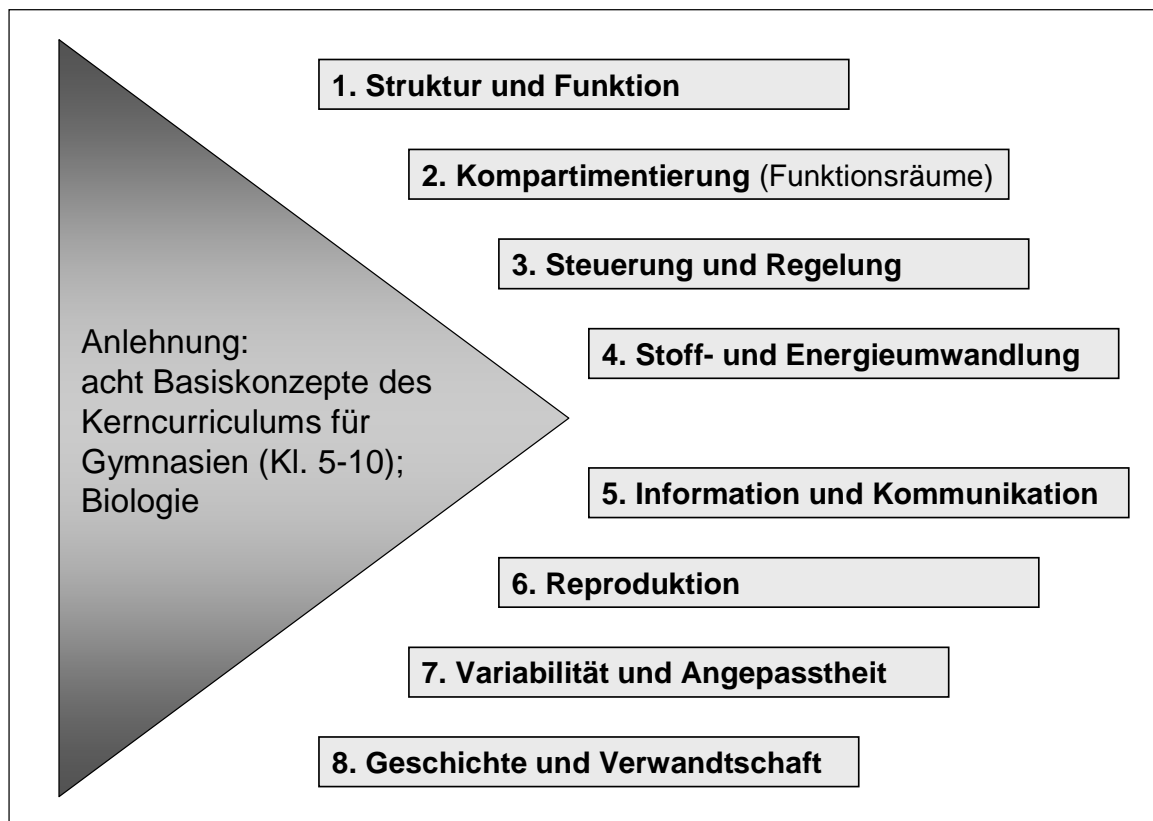 1. Struktur und Funktion
2. Kompartimentierung (Funktionsräume)
3. Steuerung und Regelung
4. Stoff- und Energieumwandlung
Anlehnung:
acht Basiskonzepte des
Kerncurriculums für
Gymnasien (Kl. 5-10);
Biologie
5. Information und Kommunikation
6. Reproduktion
7. Variabilität und Angepasstheit
8. Geschichte und Verwandtschaft